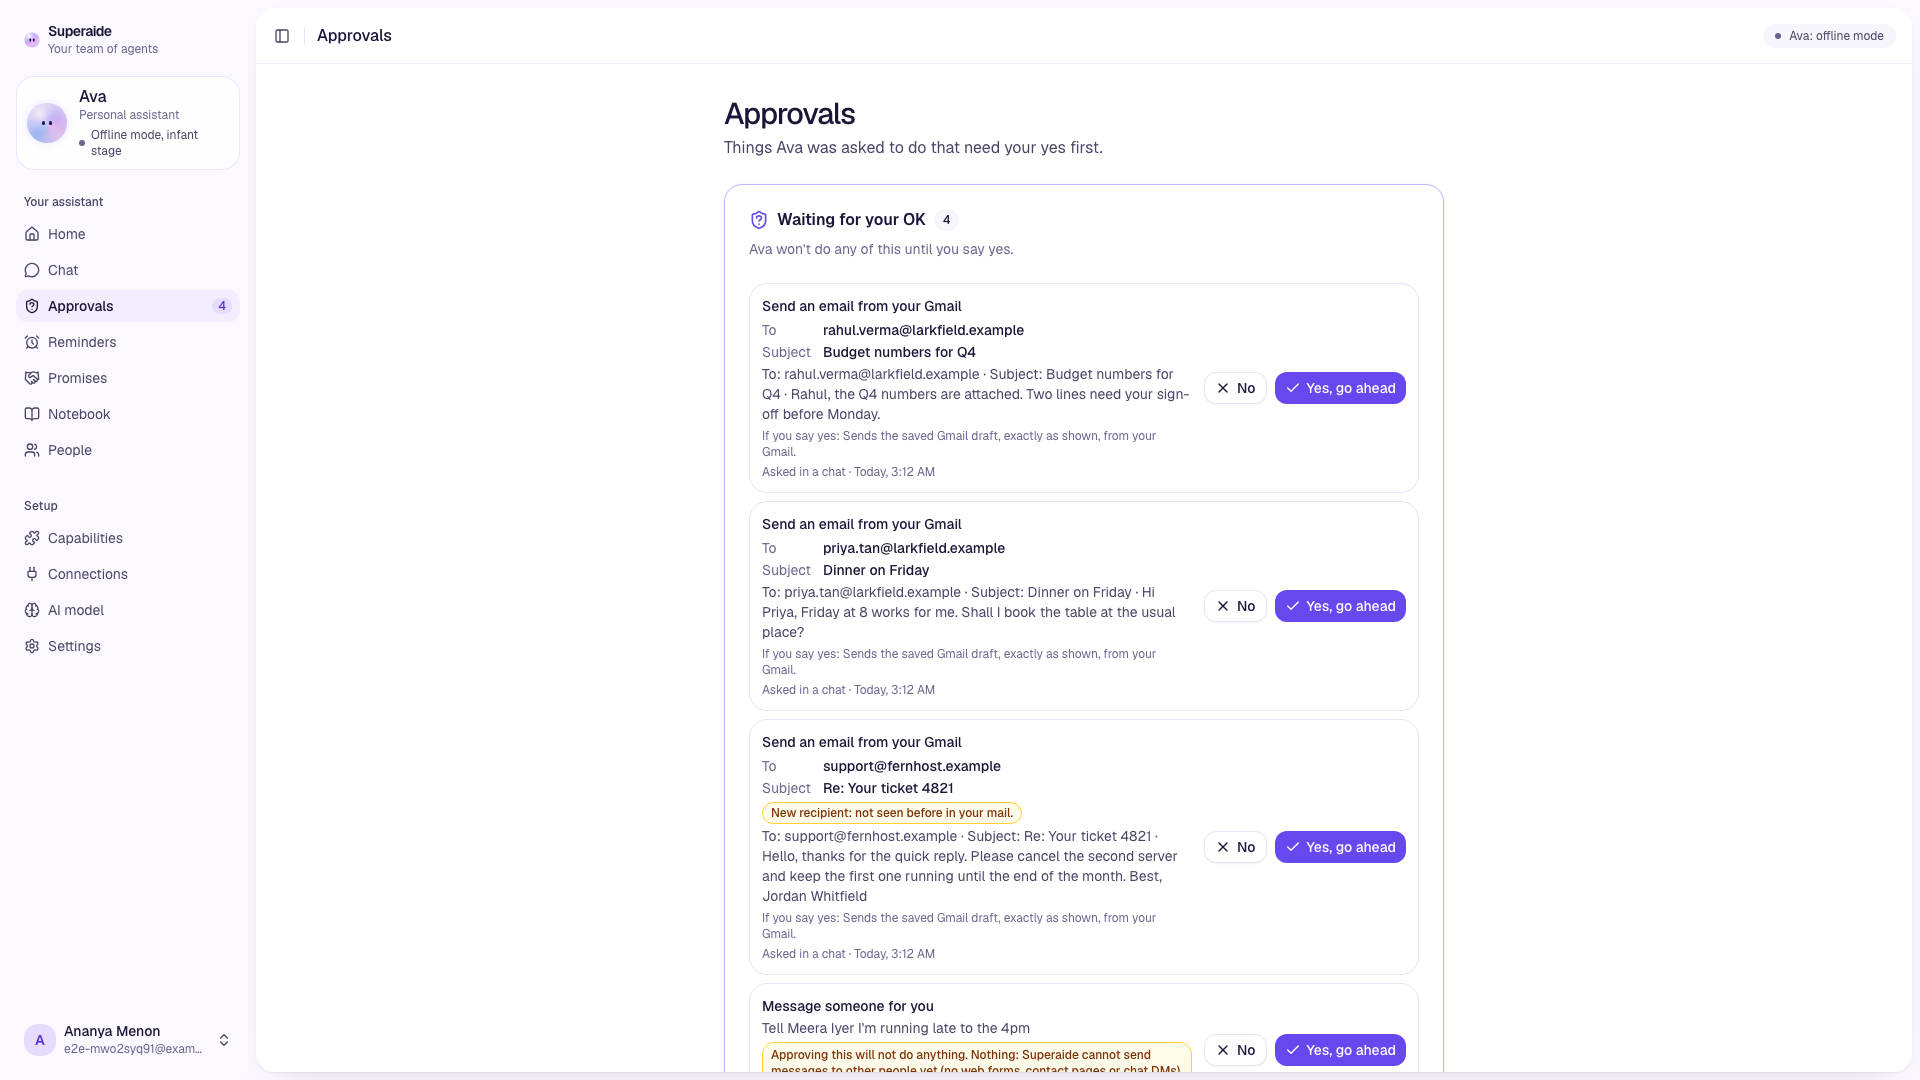 Superaide
Your team of agents
Ava
Personal assistant
Offline mode, infant
stage
Your assistant
Home
Chat
Approvals 4
Reminders
Promises
Notebook
People
Setup
Capabilities
Connections
AI model
Settings
A
Ananya Menon
e2e-mwo2syq91@exam...
Approvals
Ava: offline mode
Approvals
Things Ava was asked to do that need your yes first.
Waiting for your OK 4
Ava won't do any of this until you say yes.
Send an email from your Gmail
To rahul.verma@larkfield.example
Subject Budget numbers for Q4
To: rahul.verma@larkfield.example · Subject: Budget numbers for
Q4 · Rahul, the Q4 numbers are attached. Two lines need your sign-
off before Monday.
If you say yes: Sends the saved Gmail draft, exactly as shown, from your
Gmail.
Asked in a chat · Today, 3:12 AM
No Yes, go ahead
Send an email from your Gmail
To priya.tan@larkfield.example
Subject Dinner on Friday
To: priya.tan@larkfield.example · Subject: Dinner on Friday · Hi
Priya, Friday at 8 works for me. Shall I book the table at the usual
place?
If you say yes: Sends the saved Gmail draft, exactly as shown, from your
Gmail.
Asked in a chat · Today, 3:12 AM
No Yes, go ahead
Send an email from your Gmail
To support@fernhost.example
Subject Re: Your ticket 4821
New recipient: not seen before in your mail.
To: support@fernhost.example · Subject: Re: Your ticket 4821 ·
Hello, thanks for the quick reply. Please cancel the second server
and keep the first one running until the end of the month. Best,
Jordan Whitfield
If you say yes: Sends the saved Gmail draft, exactly as shown, from your
Gmail.
Asked in a chat · Today, 3:12 AM
No Yes, go ahead
Message someone for you
Tell Meera Iyer I'm running late to the 4pm
Approving this will not do anything. Nothing: Superaide cannot send
messages to other people yet (no web forms, contact pages or chat DMs)
No Yes, go ahead